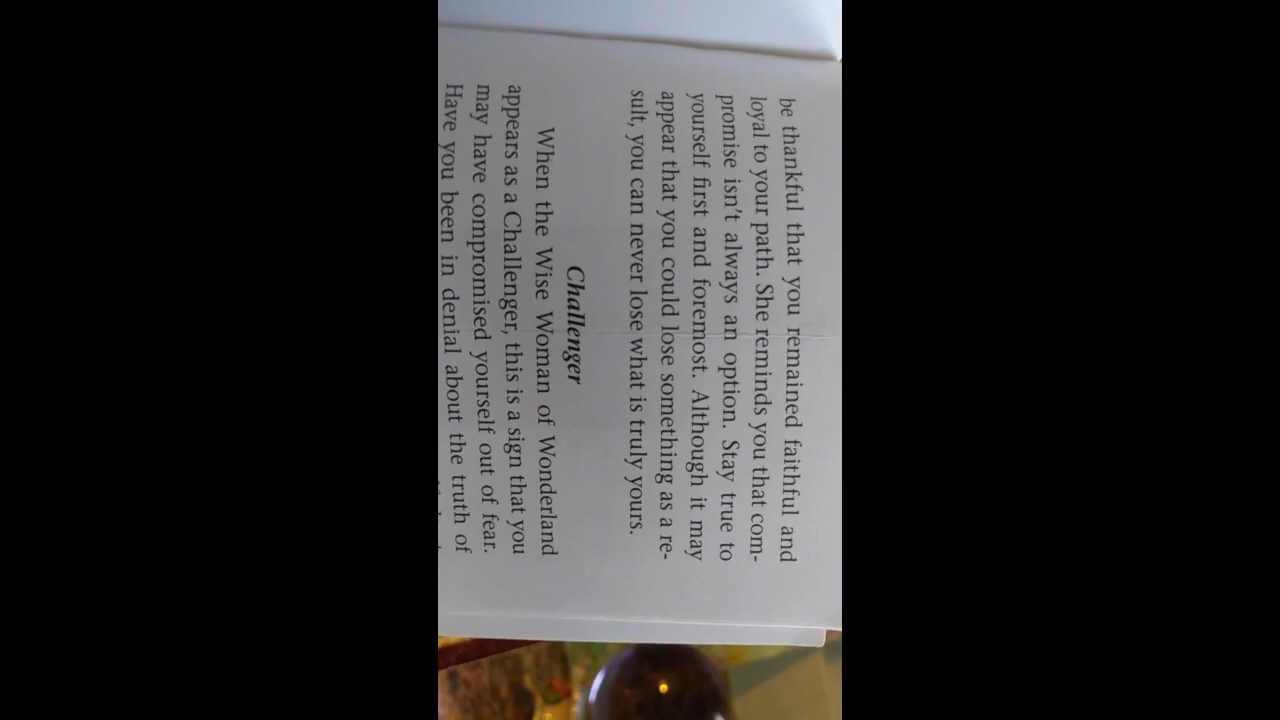 be thankful that you remained faithful and
loyal to your path. She reminds you that com-
promise isn't always an option. Stay true to
yourself first and foremost. Although it may
appear that you could lose something as a re-
sult, you can never lose what is truly yours.
Challenger
When the Wise Woman of Wonderland
appears as a Challenger, this is a sign that you
may have compromised yourself out of fear.
Have you been in denial about the truth of